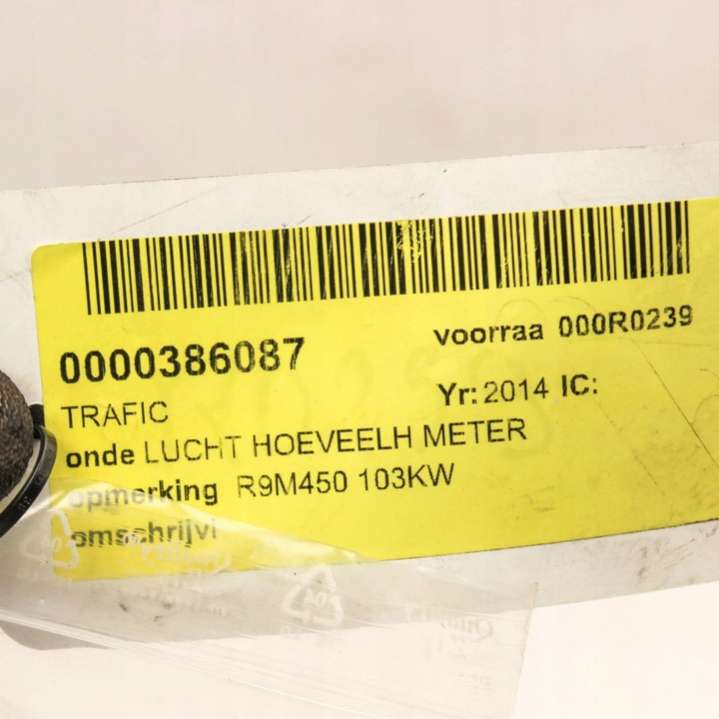 0000386087 voorraa 000R0239
TRAFIC Yr: 2014 IC:
onde LUCHT HOEVEELH METER
opmerking R9M450 103KW
omschrijvi